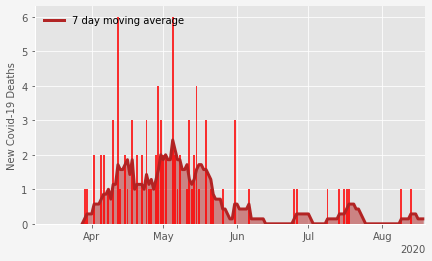 7 day moving average
New Covid-19 Deaths
6
5
4
3
2
1
0
Apr
May
Jun
Jul
Aug
2020